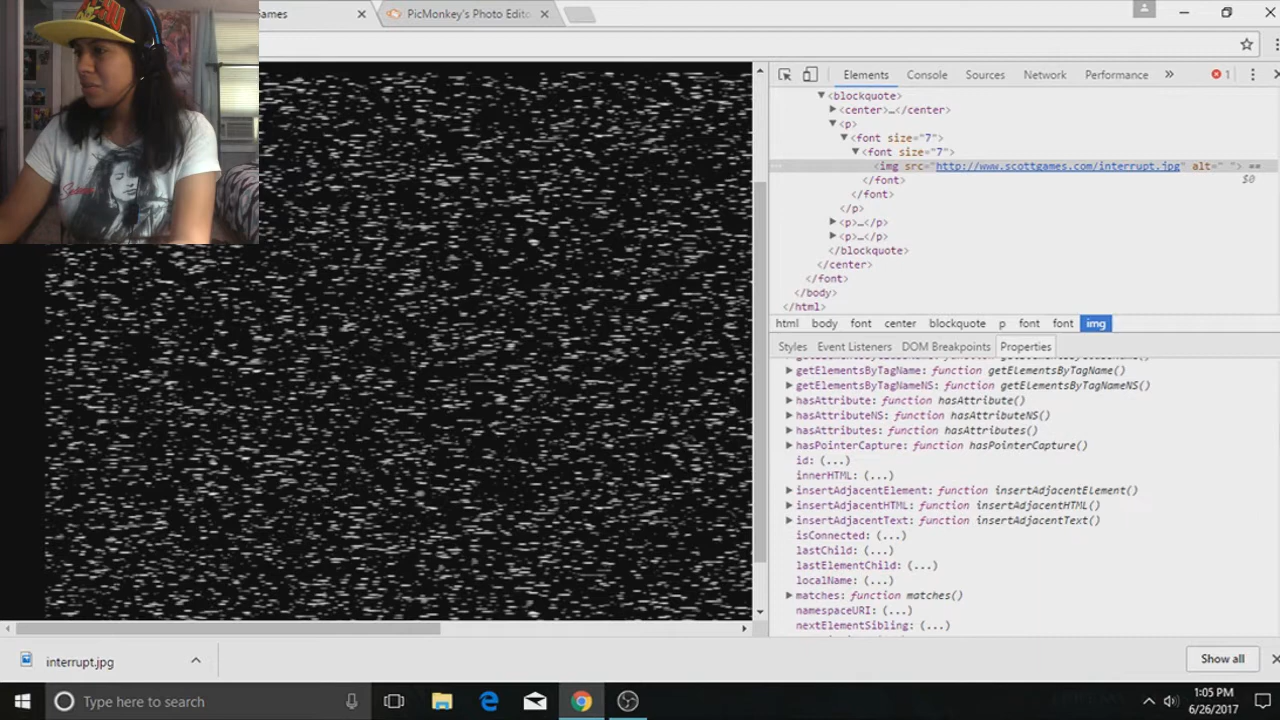 ames
PicMonkey's Photo Edito
Elements Console Sources Network Performance » 1
▼<blockquote>
▶<center>…</center>
▼<p>
▼<font size="7">
▼<font size="7">
<img src="http://www.scottgames.com/interrupt.jpg" alt=" "> == $0
</font>
</font>
</p>
▶<p>…</p>
▶<p>…</p>
</blockquote>
</center>
</font>
</body>
</html>
html body font center blockquote p font font img
Styles Event Listeners DOM Breakpoints Properties
▶getElementsByTagName: function getElementsByTagName()
▶getElementsByTagNameNS: function getElementsByTagNameNS()
▶hasAttribute: function hasAttribute()
▶hasAttributeNS: function hasAttributeNS()
▶hasAttributes: function hasAttributes()
▶hasPointerCapture: function hasPointerCapture()
id: (...)
innerHTML: (...)
▶insertAdjacentElement: function insertAdjacentElement()
▶insertAdjacentHTML: function insertAdjacentHTML()
▶insertAdjacentText: function insertAdjacentText()
isConnected: (...)
lastChild: (...)
lastElementChild: (...)
localName: (...)
▶matches: function matches()
namespaceURI: (...)
nextElementSibling: (...)
interrupt.jpg
Show all
Type here to search
1:05 PM
6/26/2017